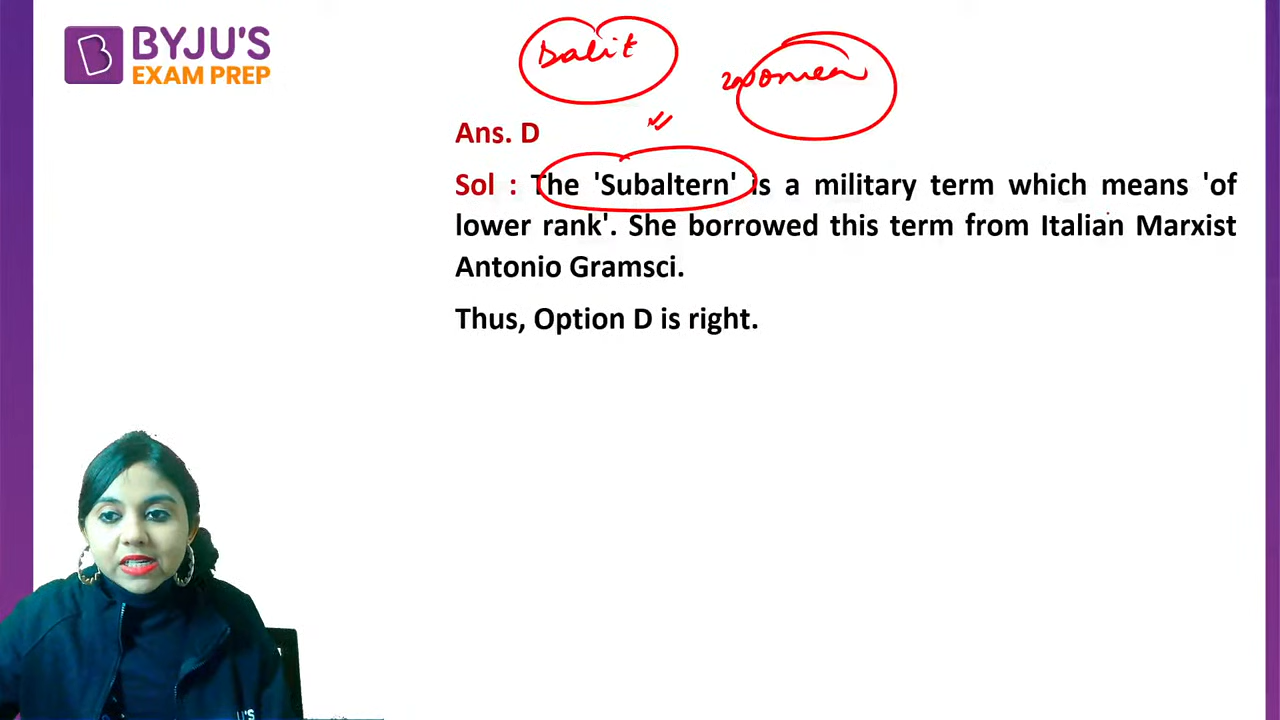 BYJU'S
EXAM PREP
Dalit
women
Ans. D
Sol : The 'Subaltern' is a military term which means 'of
lower rank'. She borrowed this term from Italian Marxist
Antonio Gramsci.
Thus, Option D is right.